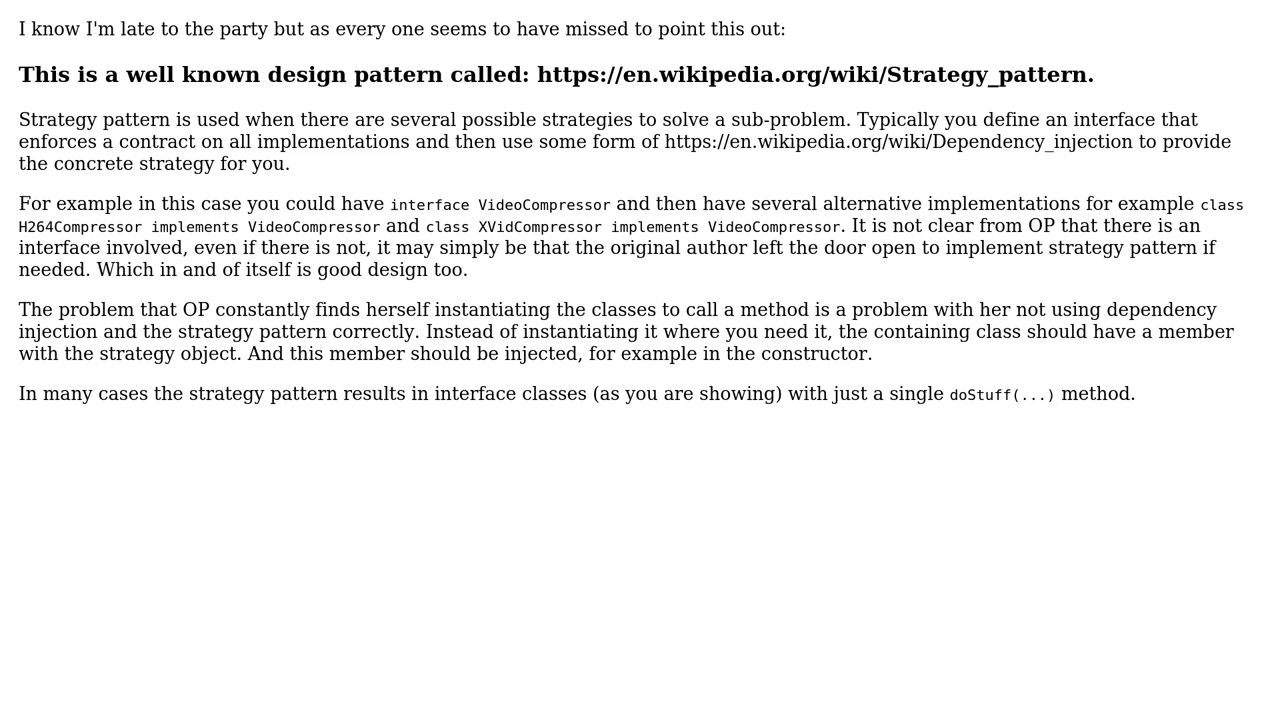 I know I'm late to the party but as every one seems to have missed to point this out:
This is a well known design pattern called: https://en.wikipedia.org/wiki/Strategy_pattern.
Strategy pattern is used when there are several possible strategies to solve a sub-problem. Typically you define an interface that
enforces a contract on all implementations and then use some form of https://en.wikipedia.org/wiki/Dependency_injection to provide
the concrete strategy for you.
For example in this case you could have interface VideoCompressor and then have several alternative implementations for example class
H264Compressor implements VideoCompressor and class XVidCompressor implements VideoCompressor. It is not clear from OP that there is an
interface involved, even if there is not, it may simply be that the original author left the door open to implement strategy pattern if
needed. Which in and of itself is good design too.
The problem that OP constantly finds herself instantiating the classes to call a method is a problem with her not using dependency
injection and the strategy pattern correctly. Instead of instantiating it where you need it, the containing class should have a member
with the strategy object. And this member should be injected, for example in the constructor.
In many cases the strategy pattern results in interface classes (as you are showing) with just a single doStuff(...) method.